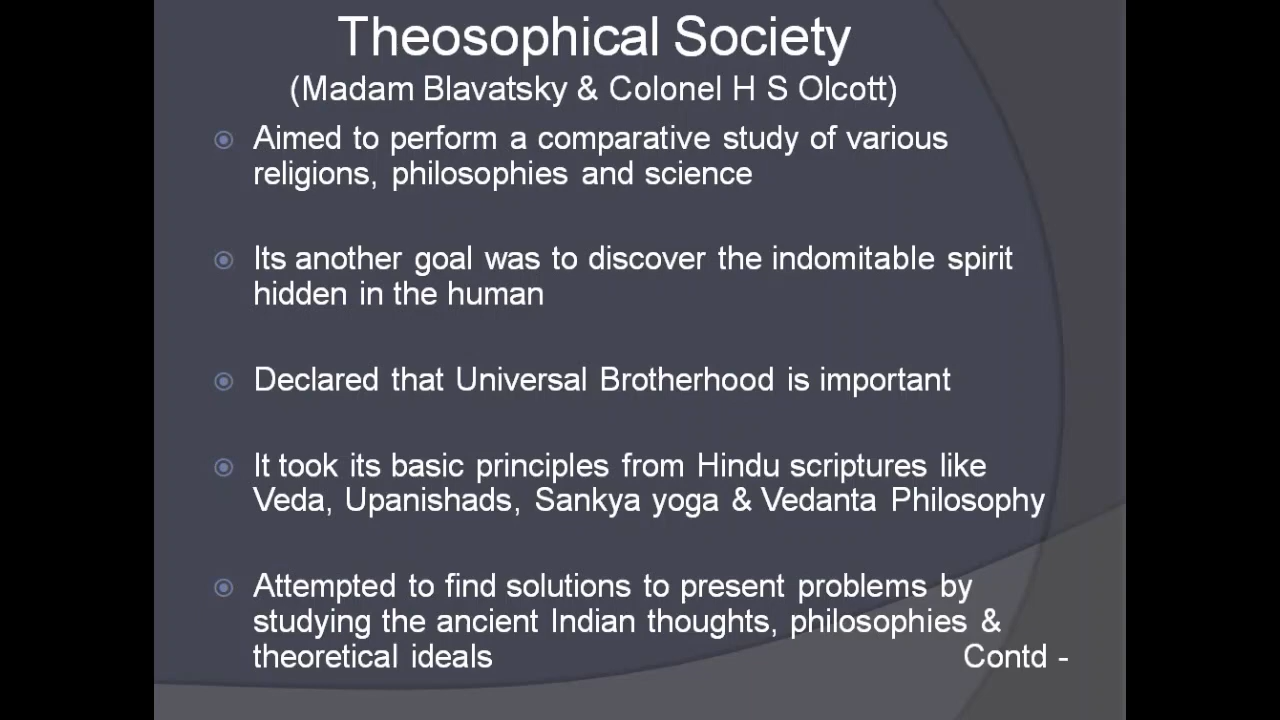 Theosophical Society
(Madam Blavatsky & Colonel H S Olcott)
Aimed to perform a comparative study of various
religions, philosophies and science
Its another goal was to discover the indomitable spirit
hidden in the human
Declared that Universal Brotherhood is important
It took its basic principles from Hindu scriptures like
Veda, Upanishads, Sankya yoga & Vedanta Philosophy
Attempted to find solutions to present problems by
studying the ancient Indian thoughts, philosophies &
theoretical ideals Contd -